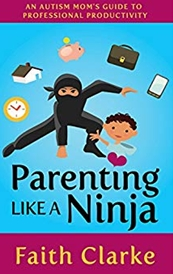 AN AUTISM MOM'S GUIDE TO
PROFESSIONAL PRODUCTIVITY
Parenting
LIKE A Ninja
Faith Clarke